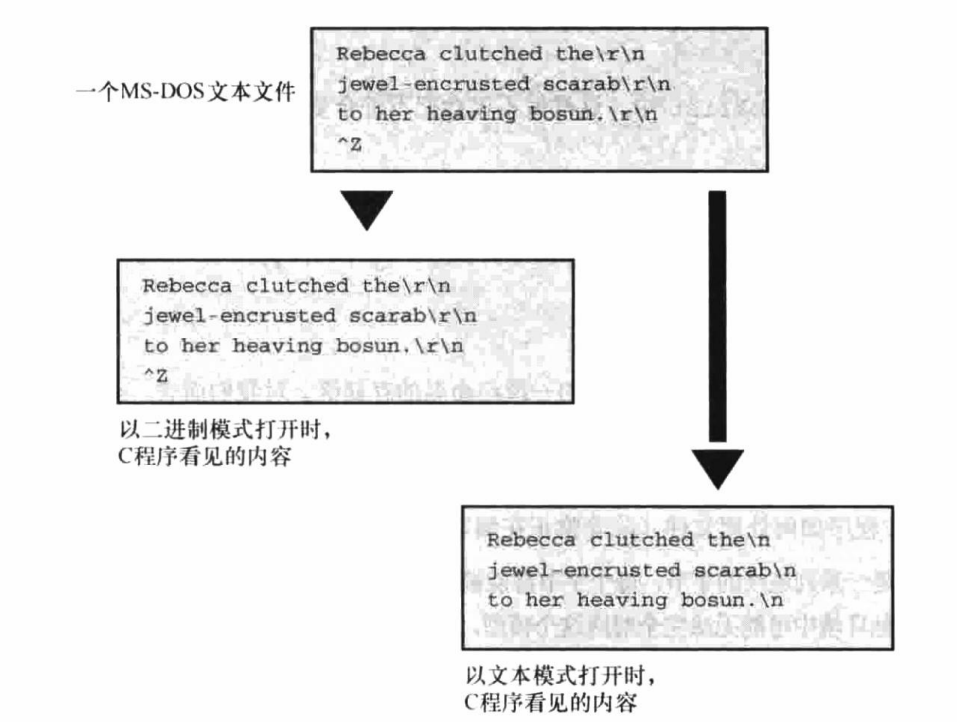 一个MS-DOS文本文件
Rebecca clutched the\r\n
jewel-encrusted scarab\r\n
to her heaving bosun.\r\n
^Z
Rebecca clutched the\r\n
jewel-encrusted scarab\r\n
to her heaving bosun.\r\n
^Z
以二进制模式打开时，
C程序看见的内容
Rebecca clutched the\n
jewel-encrusted scarab\n
to her heaving bosun.\n
以文本模式打开时，
C程序看见的内容